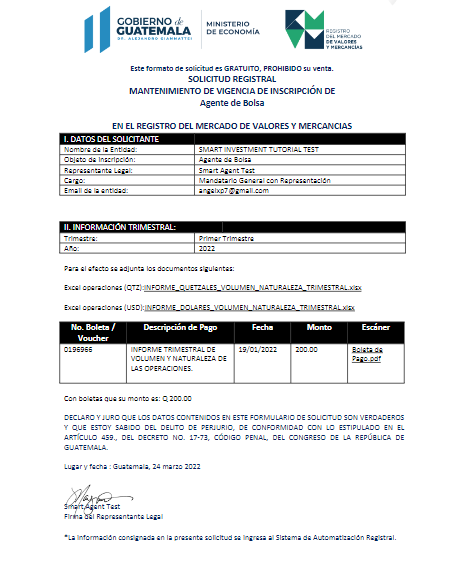 GOBIERNO de
GUATEMALA
DR. ALEJANDRO GIAMMATTEI
MINISTERIO
DE ECONOMÍA
REGISTRO
DEL MERCADO
DE VALORES
Y MERCANCÍAS
Este formato de solicitud es GRATUITO, PROHIBIDO su venta.
SOLICITUD REGISTRAL
MANTENIMIENTO DE VIGENCIA DE INSCRIPCIÓN DE
Agente de Bolsa
EN EL REGISTRO DEL MERCADO DE VALORES Y MERCANCIAS
I. DATOS DEL SOLICITANTE
Nombre de la Entidad: SMART INVESTMENT TUTORIAL TEST
Objeto de Inscripción: Agente de Bolsa
Representante Legal: Smart Agent Test
Cargo: Mandatario General con Representación
Email de la entidad: angelxp7@gmail.com
II. INFORMACIÓN TRIMESTRAL:
Trimestre: Primer Trimestre
Año: 2022
Para el efecto se adjunta los documentos siguientes:
Excel operaciones (QTZ):INFORME_QUETZALES_VOLUMEN_NATURALEZA_TRIMESTRAL.xlsx
Excel operaciones (USD):INFORME_DOLARES_VOLUMEN_NATURALEZA_TRIMESTRAL.xlsx
No. Boleta / Descripción de Pago Fecha Monto Escáner
Voucher
0196966 INFORME TRIMESTRAL DE 19/01/2022 200.00 Boleta de
VOLUMEN Y NATURALEZA DE Pago.pdf
LAS OPERACIONES.
Con boletas que su monto es: Q 200.00
DECLARO Y JURO QUE LOS DATOS CONTENIDOS EN ESTE FORMULARIO DE SOLICITUD SON VERDADEROS
Y QUE ESTOY SABIDO DEL DELITO DE PERJURIO, DE CONFORMIDAD CON LO ESTIPULADO EN EL
ARTÍCULO 459., DEL DECRETO NO. 17-73, CÓDIGO PENAL, DEL CONGRESO DE LA REPÚBLICA DE
GUATEMALA.
Lugar y fecha : Guatemala, 24 marzo 2022
Smart Agent Test
Firma del Representante Legal
*La información consignada en la presente solicitud se ingresa al Sistema de Automatización Registral.